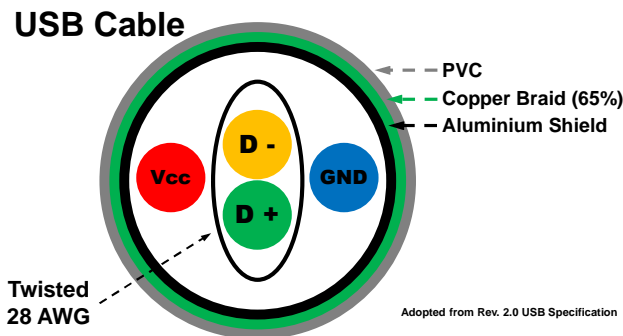 USB Cable
PVC
Copper Braid (65%)
Aluminium Shield
D -
Vcc
GND
D +
Twisted
28 AWG
Adopted from Rev. 2.0 USB Specification